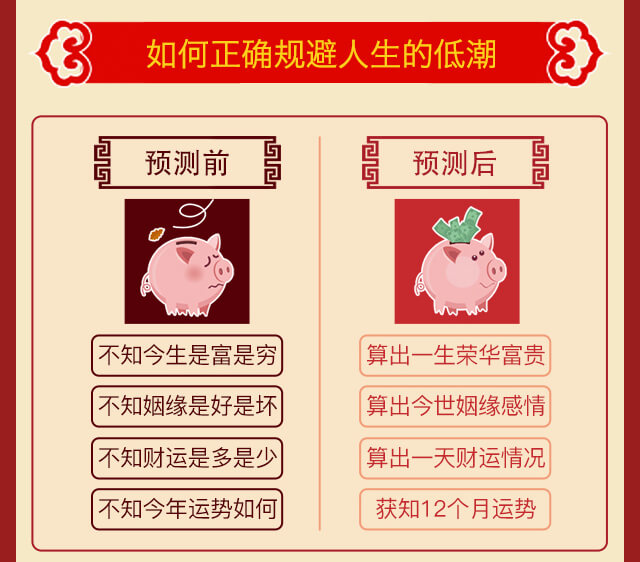 如何正确规避人生的低潮
预测前
不知今生是富是穷
不知姻缘是好是坏
不知财运是多是少
不知今年运势如何
预测后
算出一生荣华富贵
算出今世姻缘感情
算出一天财运情况
获知12个月运势